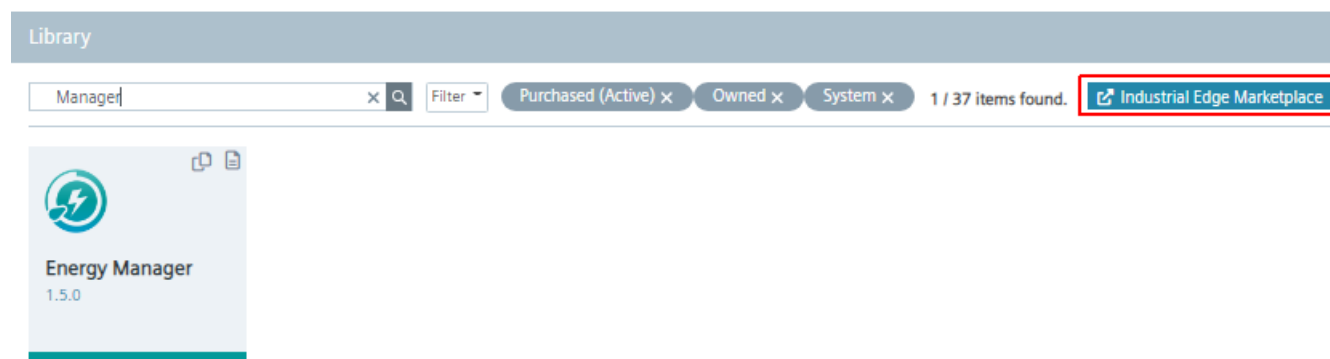 Library
Manager Filter Purchased (Active) Owned System 1 / 37 items found. Industrial Edge Marketplace
Energy Manager
1.5.0